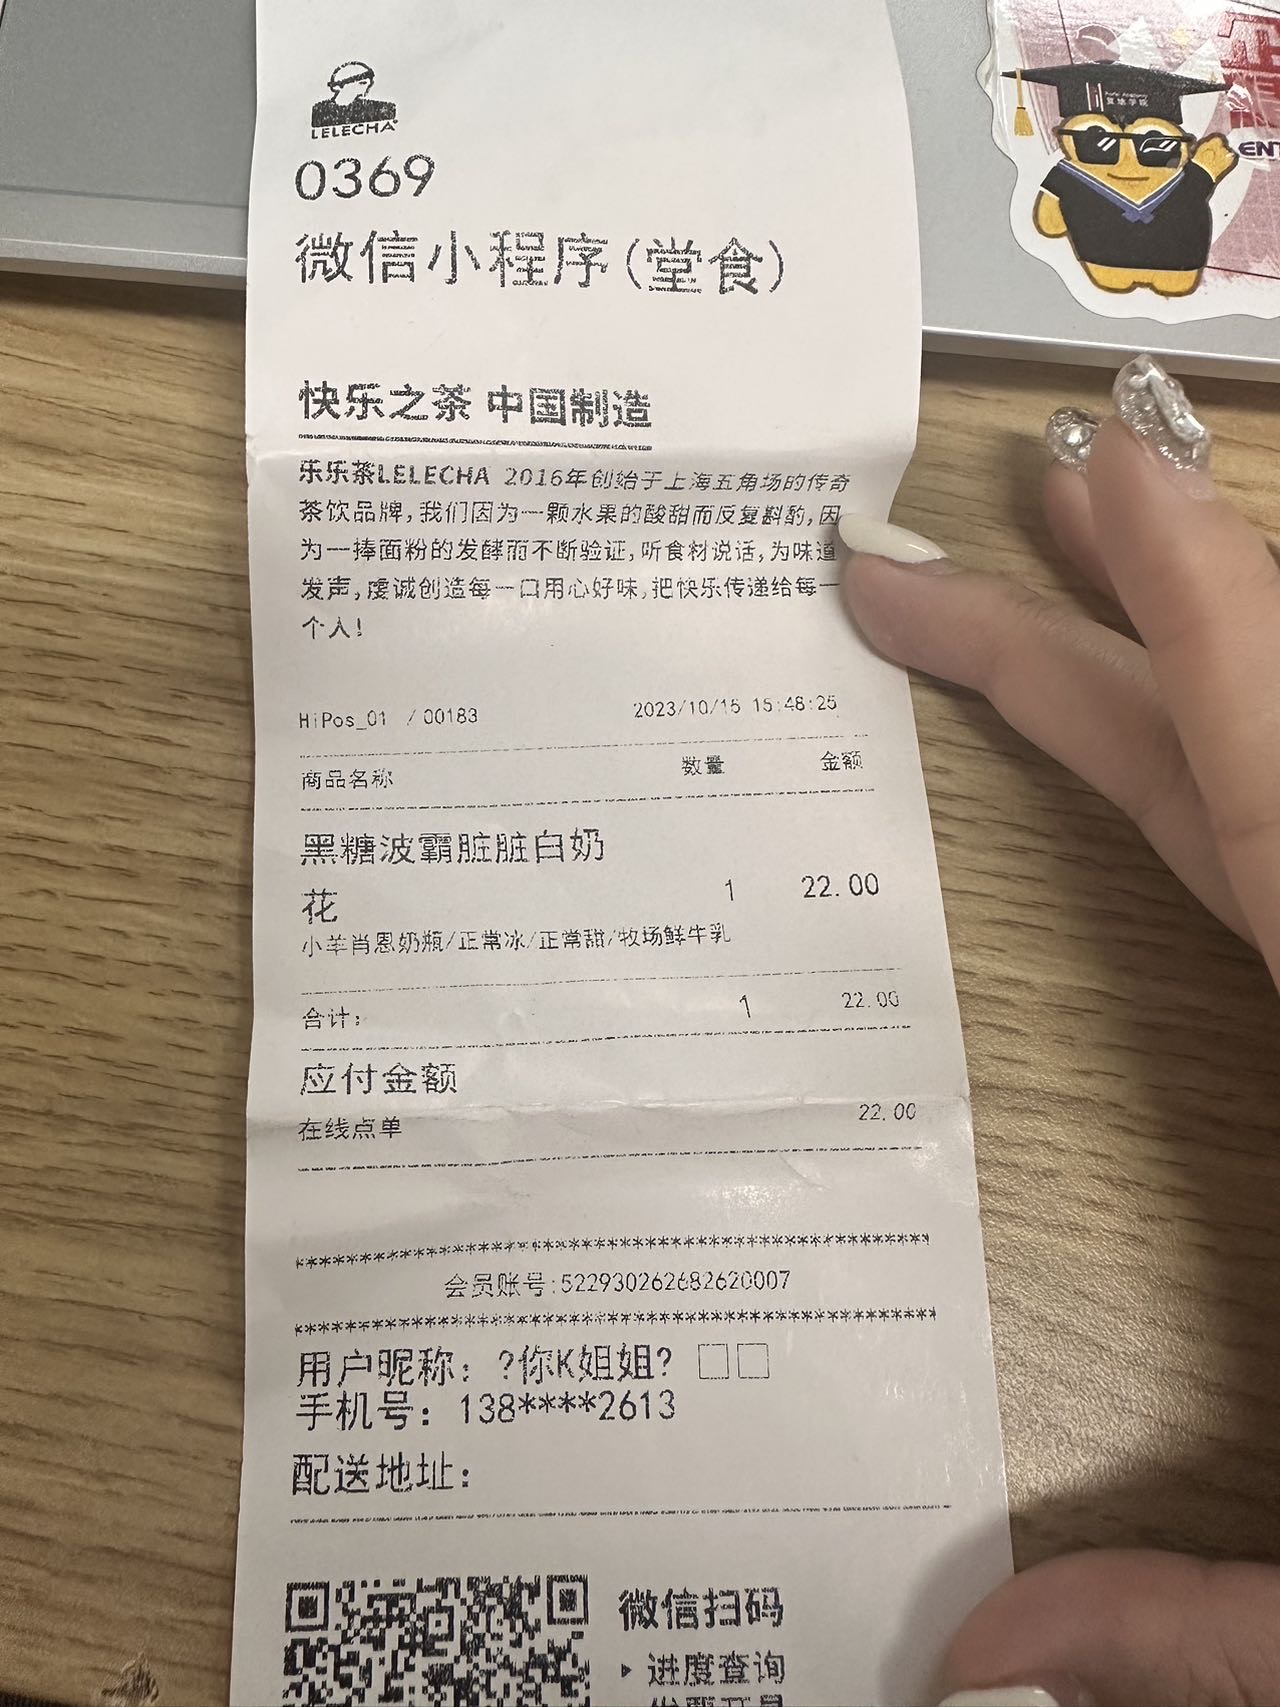 LELECHA
0369
微信小程序(堂食)
快乐之茶 中国制造
乐乐茶LELECHA 2016年创始于上海五角场的传奇
茶饮品牌,我们因为一颗水果的酸甜而反复斟酌,因
为一捧面粉的发酵而不断验证,听食材说话,为味道
发声,虔诚创造每一口用心好味,把快乐传递给每一
个人!
HiPos_01 /00183 2023/10/15 15:48:25
商品名称 数量 金额
黑糖波霸脏脏白奶
花 1 22.00
小羊肖恩奶瓶/正常冰/正常甜/牧场鲜牛乳
合计: 1 22.00
应付金额
在线点单 22.00
****************************************************
会员账号:522930262682620007
****************************************************
用户昵称: ?你K姐姐? □□
手机号: 138****2613
配送地址:
微信扫码
▸ 进度查询
复地学院
ENT